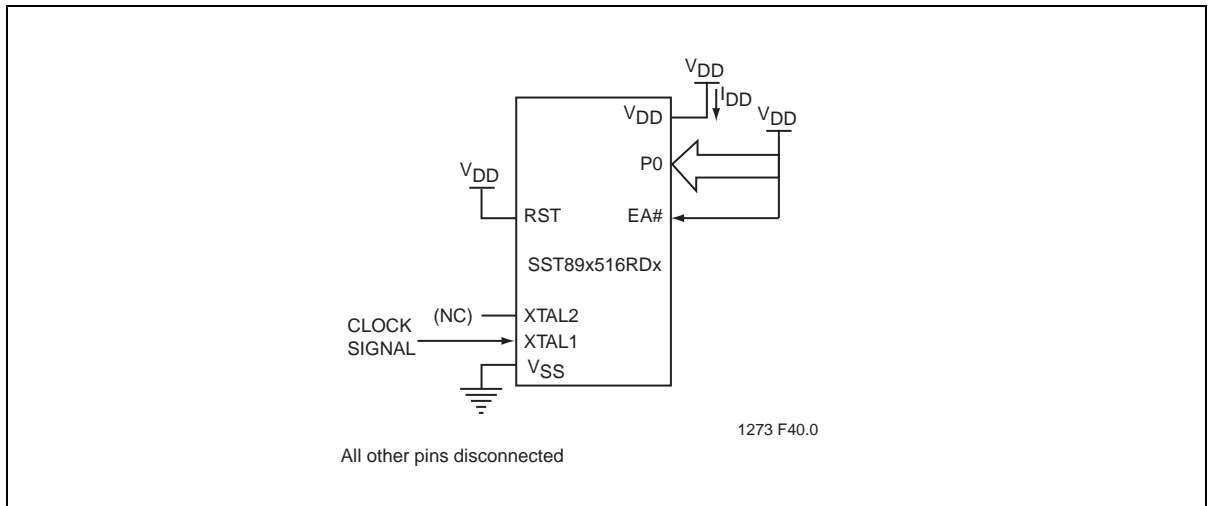 VDD
IDD
VDD
VDD
P0
VDD
RST
EA#
SST89x516RDx
(NC)
XTAL2
CLOCK
SIGNAL
XTAL1
VSS
1273 F40.0
All other pins disconnected